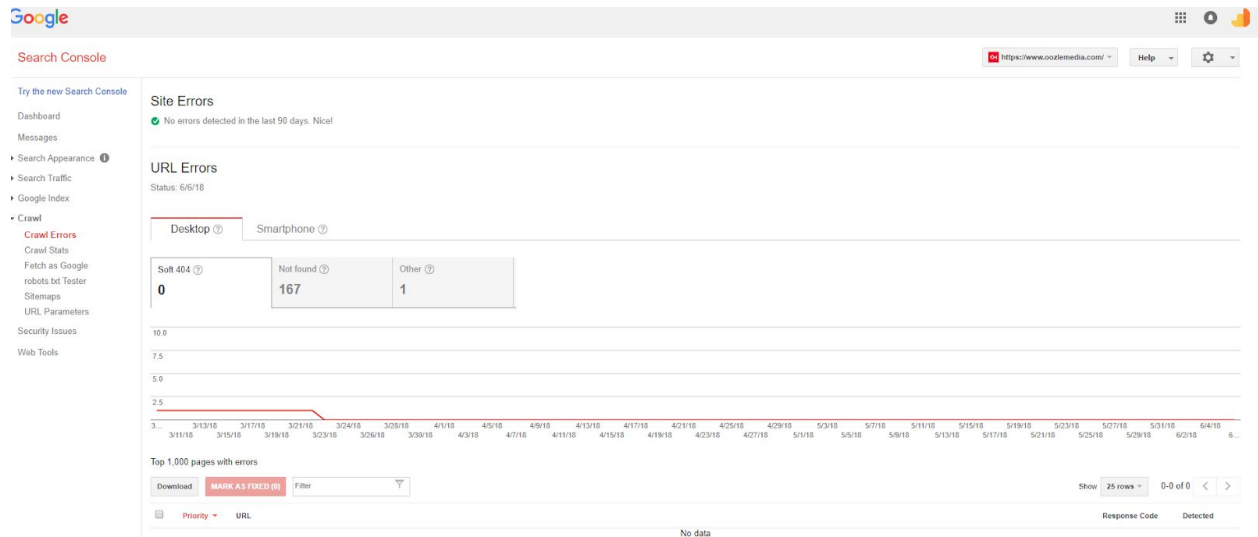 Google
Search Console
https://www.oozlemedia.com/
Help
Try the new Search Console
Dashboard
Messages
Search Appearance
Search Traffic
Google Index
Crawl
Crawl Errors
Crawl Stats
Fetch as Google
robots.txt Tester
Sitemaps
URL Parameters
Security Issues
Web Tools
Site Errors
No errors detected in the last 90 days. Nice!
URL Errors
Status: 6/6/18
Desktop Smartphone
Soft 404 Not found Other
0 167 1
10.0
7.5
5.0
2.5
3... 3/13/18 3/17/18 3/21/18 3/24/18 3/28/18 4/1/18 4/5/18 4/9/18 4/13/18 4/17/18 4/21/18 4/25/18 4/29/18 5/3/18 5/7/18 5/11/18 5/15/18 5/19/18 5/23/18 5/27/18 5/31/18 6/4/18
3/11/18 3/15/18 3/19/18 3/23/18 3/26/18 3/30/18 4/3/18 4/7/18 4/11/18 4/15/18 4/19/18 4/23/18 4/27/18 5/1/18 5/5/18 5/9/18 5/13/18 5/17/18 5/21/18 5/25/18 5/29/18 6/2/18 6...
Top 1,000 pages with errors
Download MARK AS FIXED (0) Filter Show 25 rows 0-0 of 0
Priority URL Response Code Detected
No data